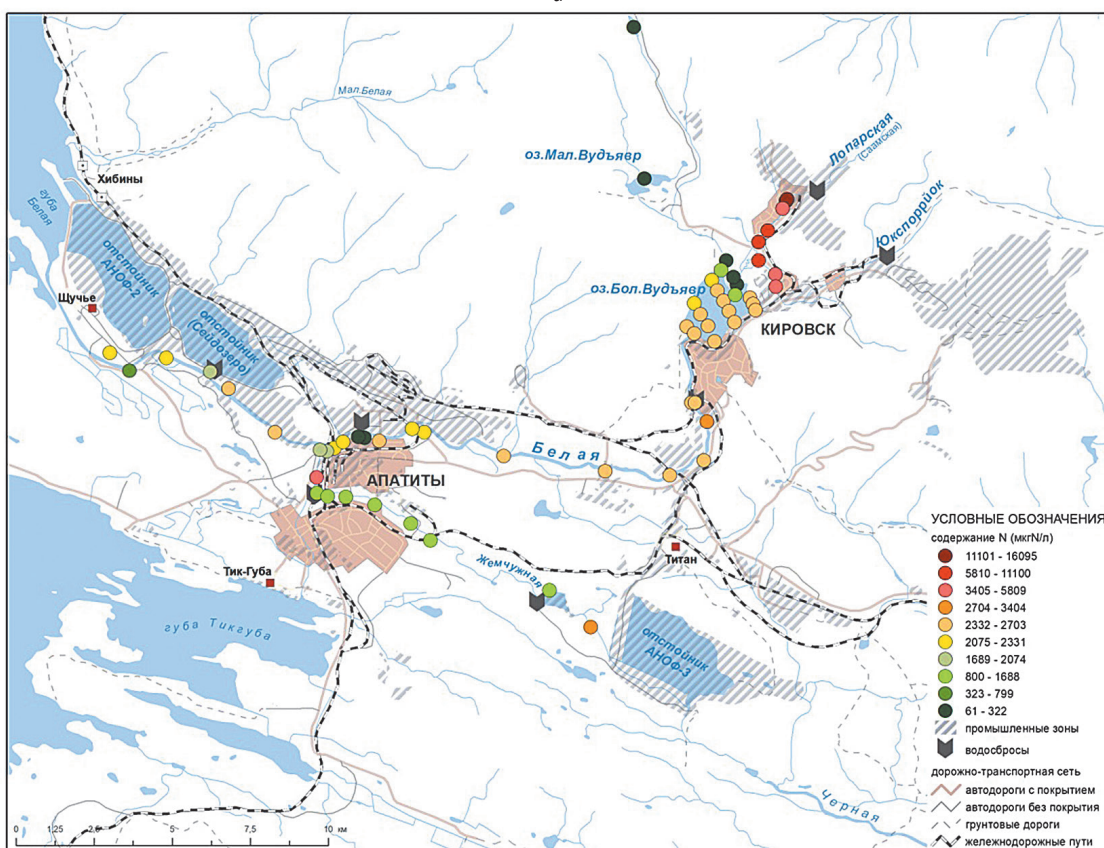 Мал.Белая
оз.Мал.Вудъявр
Лопарская
(Саамская)
Хибины
губа
Белая
Юкспоррйок
отстойник
АНОФ-2
Щучье
отстойник
(Сейдозеро)
оз.Бол.Вудъявр
КИРОВСК
Белая
АПАТИТЫ
Тик-Губа
Жемчужная
Титан
губа Тикгуба
отстойник
АНОФ-3
Черная
УСЛОВНЫЕ ОБОЗНАЧЕНИЯ
содержание N (мкгN/л)
11101 - 16095
5810 - 11100
3405 - 5809
2704 - 3404
2332 - 2703
2075 - 2331
1689 - 2074
800 - 1688
323 - 799
61 - 322
промышленные зоны
водосбросы
дорожно-транспортная сеть
автодороги с покрытием
автодороги без покрытия
грунтовые дороги
железнодорожные пути
0 1,25 2,5 5 7,5 10 км